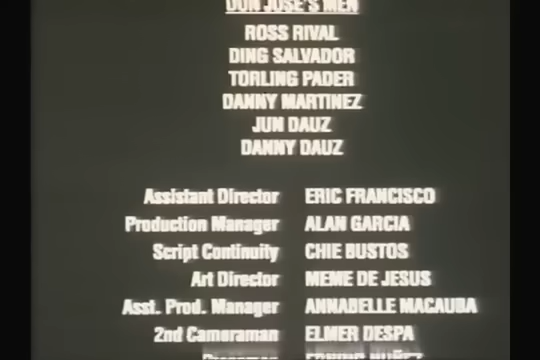 DON JOSE'S MEN
ROSS RIVAL
DING SALVADOR
TORLING PADER
DANNY MARTINEZ
JUN DAUZ
DANNY DAUZ
Assistant Director ERIC FRANCISCO
Production Manager ALAN GARCIA
Script Continuity CHIE BUSTOS
Art Director MEME DE JESUS
Asst. Prod. Manager ANNABELLE MACAUBA
2nd Cameraman ELMER DESPA